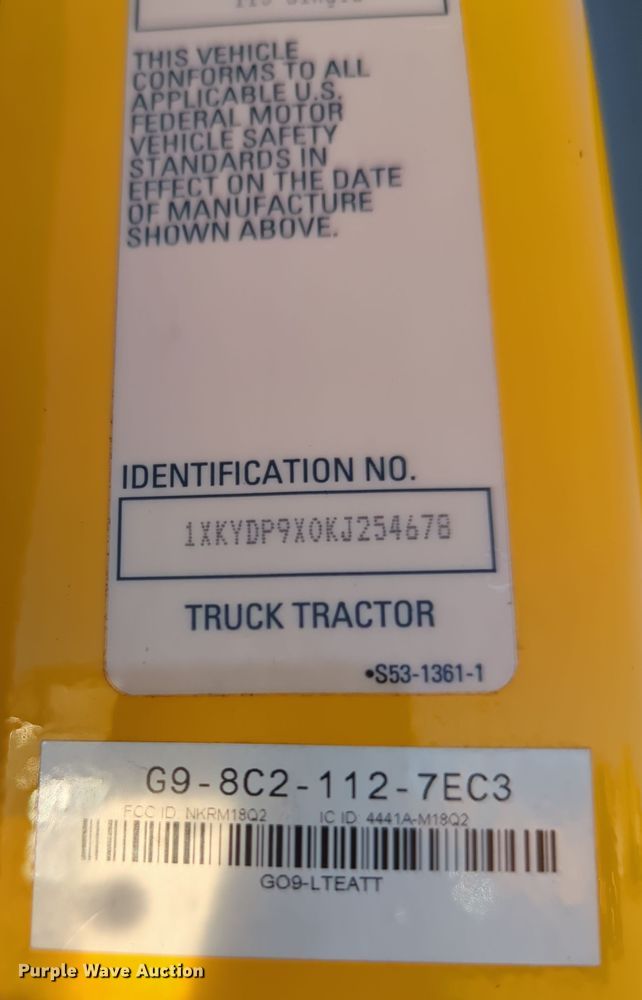 THIS VEHICLE
CONFORMS TO ALL
APPLICABLE U.S.
FEDERAL MOTOR
VEHICLE SAFETY
STANDARDS IN
EFFECT ON THE DATE
OF MANUFACTURE
SHOWN ABOVE.
IDENTIFICATION NO.
1XKYDP9X0KJ254678
TRUCK TRACTOR
•S53-1361-1
G9-8C2-112-7EC3
FCC ID NKRM18Q2 IC ID 4441A-M18Q2
GO9-LTEATT
Purple Wave Auction